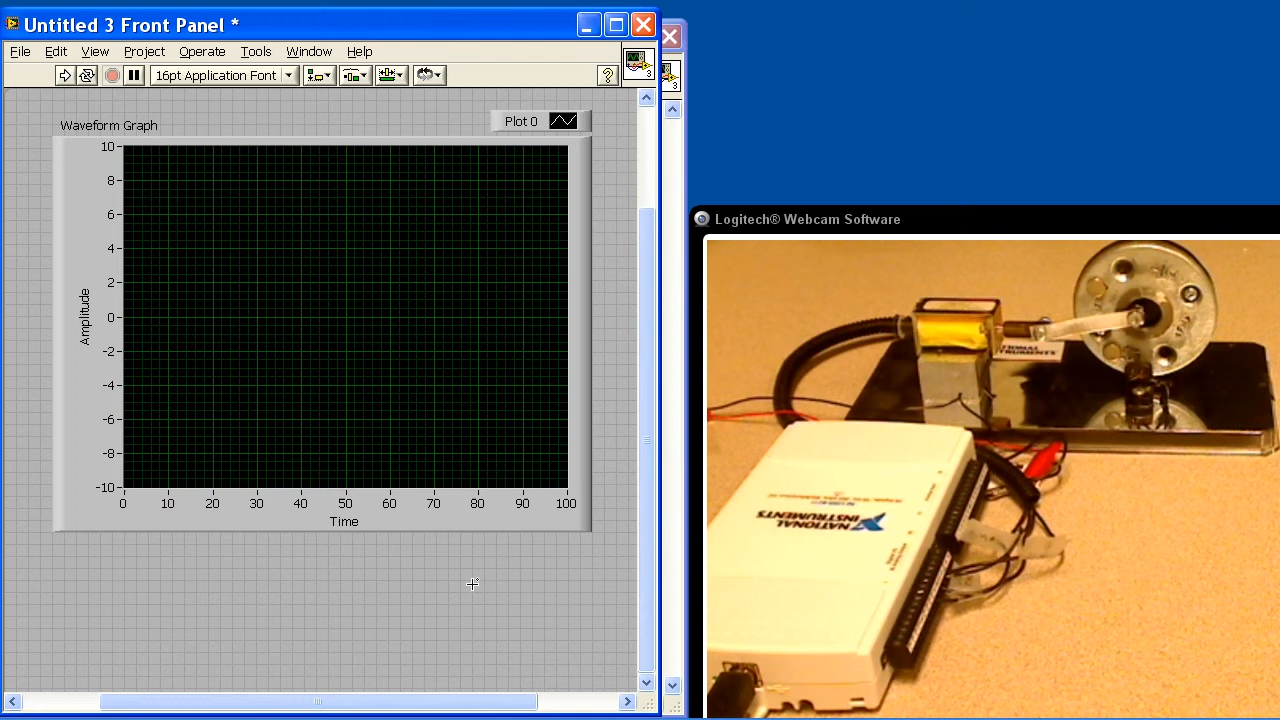 Untitled 3 Front Panel *
File Edit View Project Operate Tools Window Help
16pt Application Font
?
3
3
Waveform Graph
Plot 0
10
8
6
4
2
0
-2
-4
-6
-8
-10
Amplitude
0 10 20 30 40 50 60 70 80 90 100
Time
Logitech® Webcam Software
NATIONAL
INSTRUMENTS